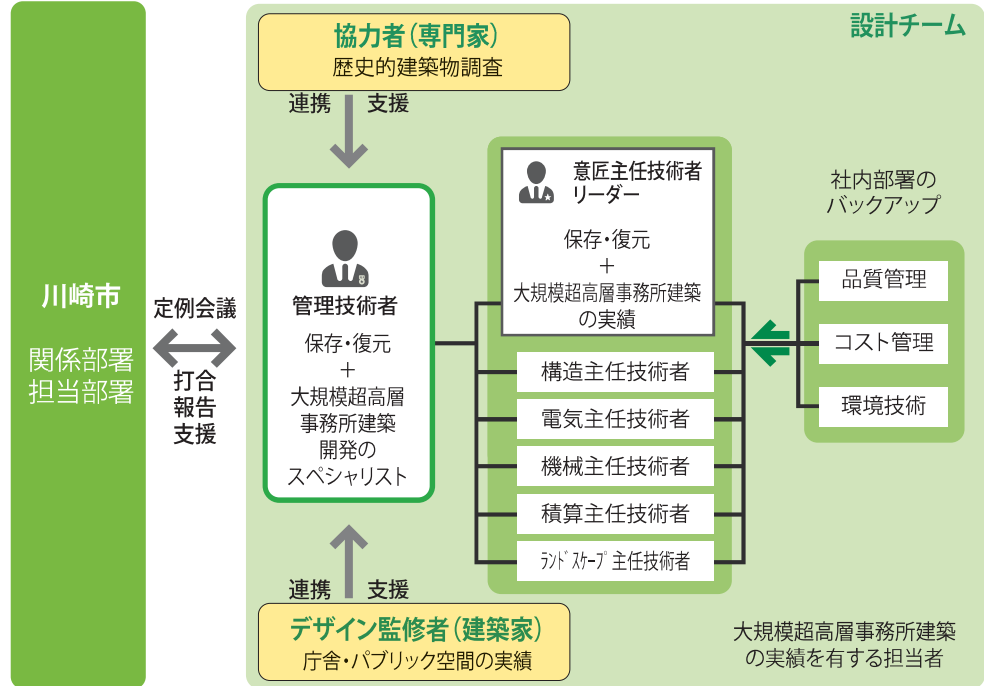 設計チーム
協力者（専門家）
歴史的建築物調査
連携 支援
川崎市
関係部署
担当部署
定例会議
打合
報告
支援
管理技術者
保存・復元
+
大規模超高層
事務所建築
開発の
スペシャリスト
意匠主任技術者
リーダー
保存・復元
+
大規模超高層事務所建築
の実績
構造主任技術者
電気主任技術者
機械主任技術者
積算主任技術者
ﾗﾝﾄﾞｽｹｰﾌﾟ 主任技術者
社内部署の
バックアップ
品質管理
コスト管理
環境技術
連携 支援
デザイン監修者（建築家）
庁舎・パブリック空間の実績
大規模超高層事務所建築
の実績を有する担当者